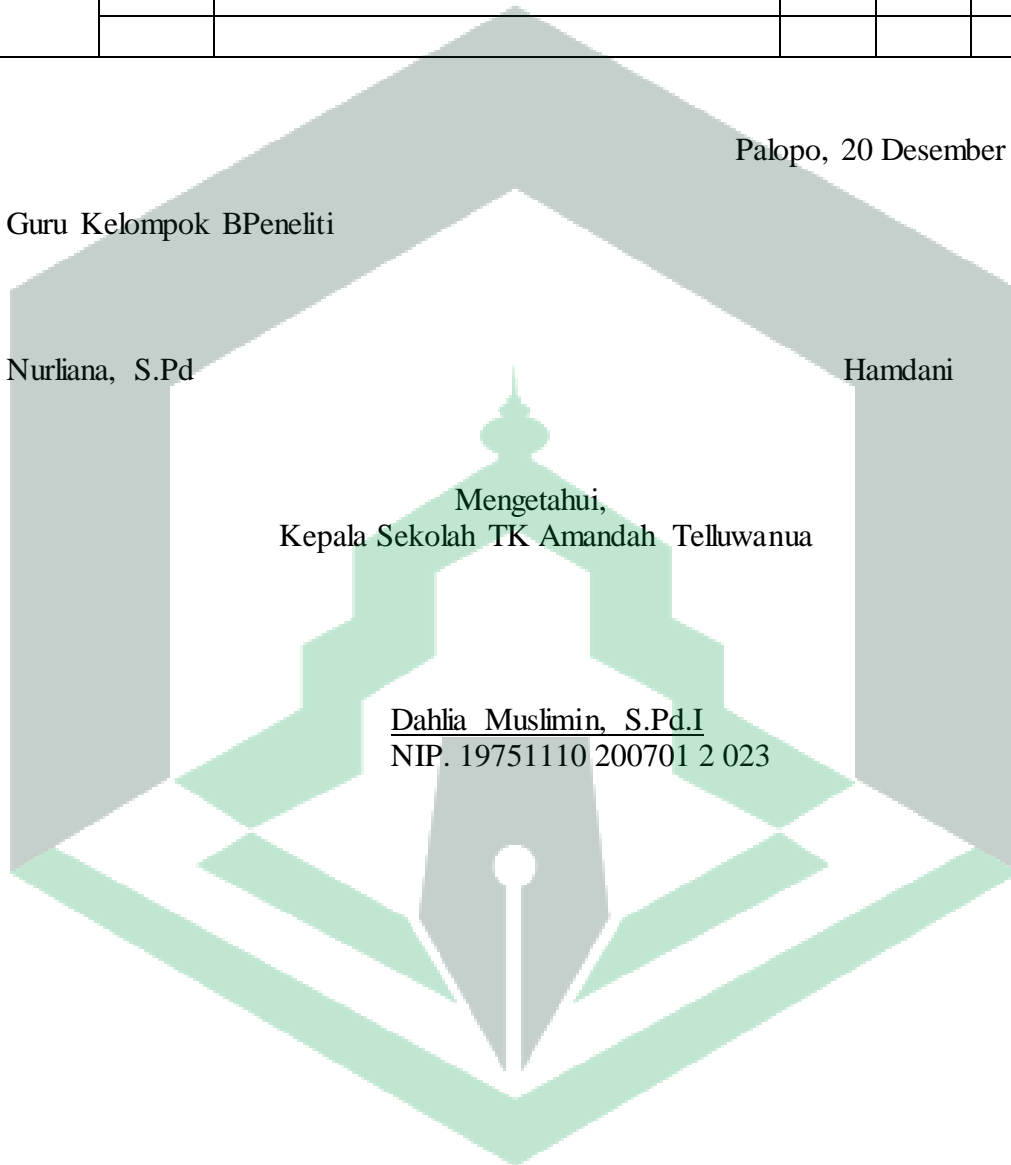 Palopo, 20 Desember
Guru Kelompok BPeneliti
Nurliana, S.Pd Hamdani
Mengetahui,
Kepala Sekolah TK Amandah Telluwanua
Dahlia Muslimin, S.Pd.I
NIP. 19751110 200701 2 023